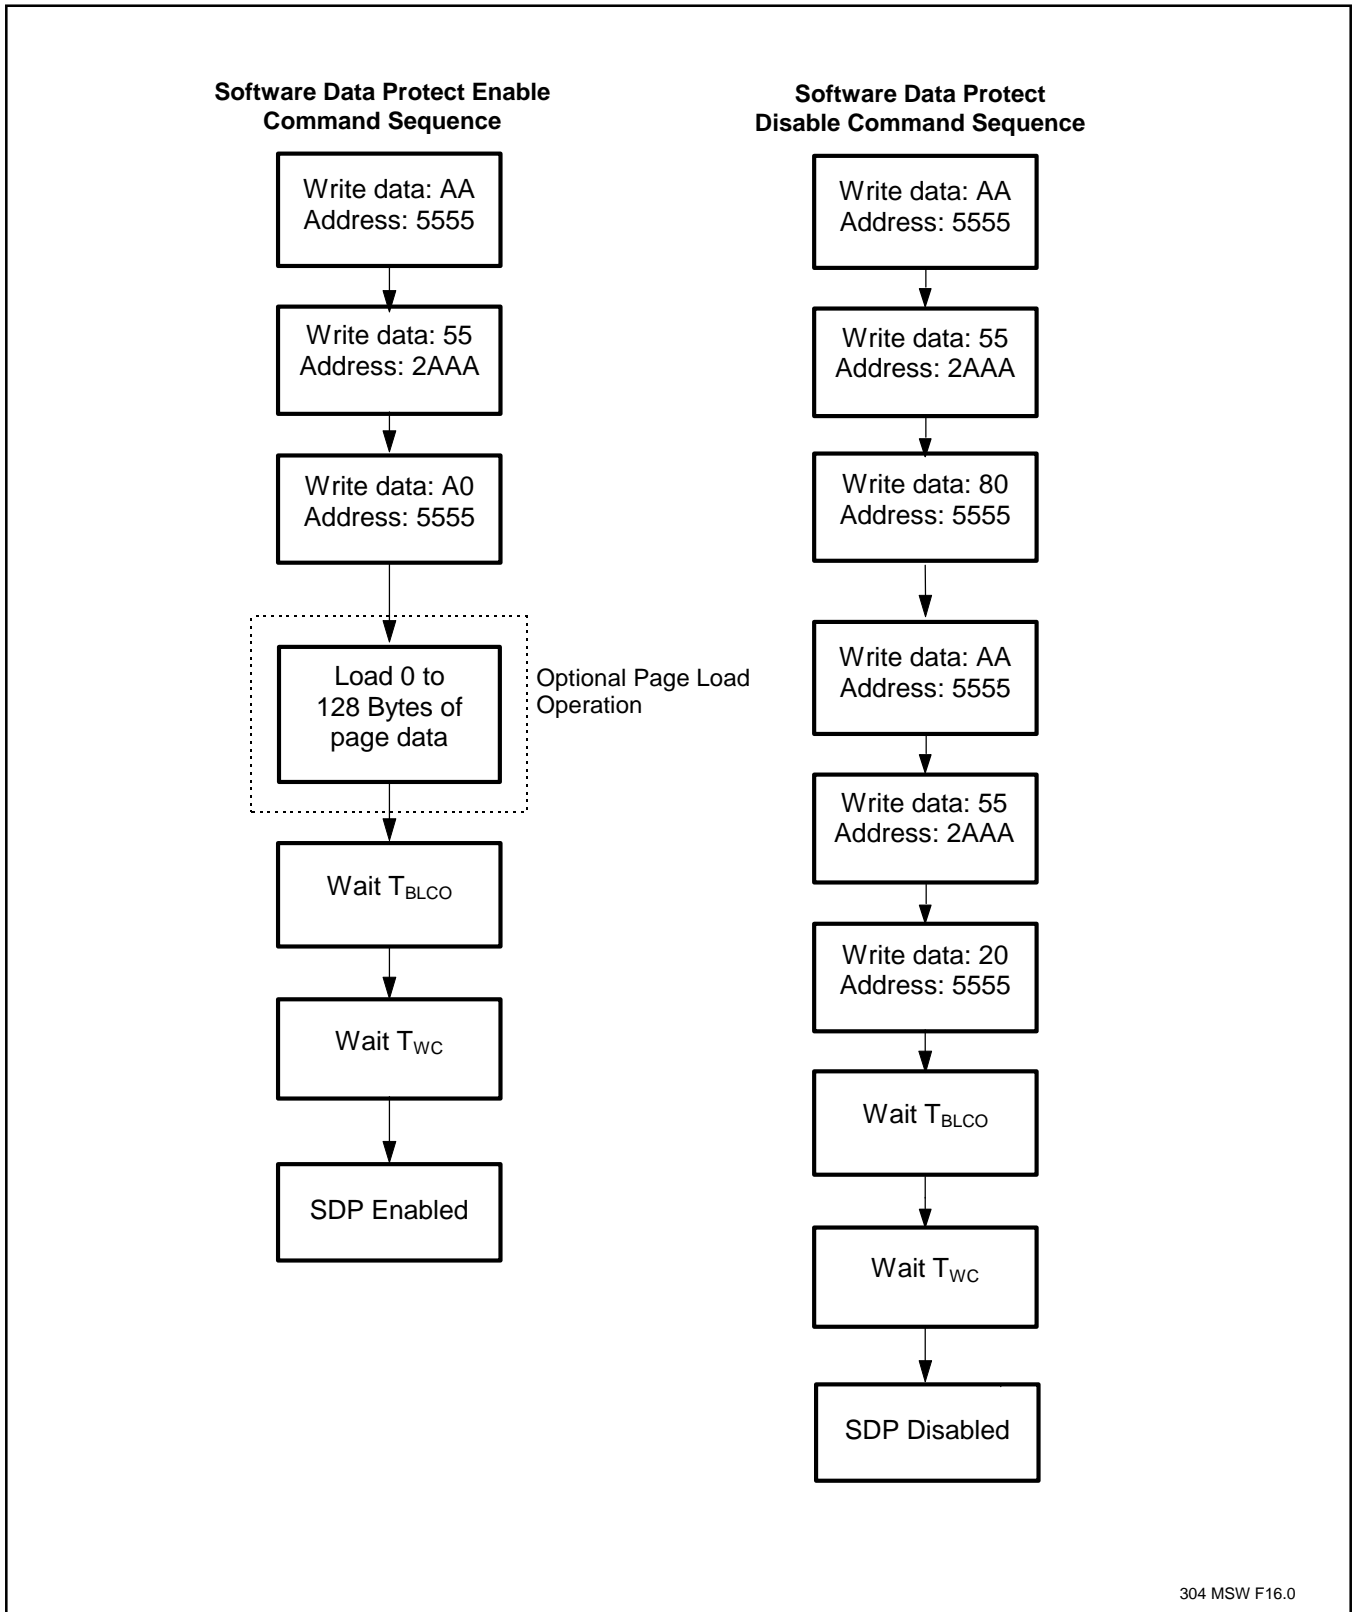 Software Data Protect Enable
Command Sequence
Write data: AA
Address: 5555
Write data: 55
Address: 2AAA
Write data: A0
Address: 5555
Load 0 to
128 Bytes of
page data
Optional Page Load
Operation
Wait TBLCO
Wait TWC
SDP Enabled
Software Data Protect
Disable Command Sequence
Write data: AA
Address: 5555
Write data: 55
Address: 2AAA
Write data: 80
Address: 5555
Write data: AA
Address: 5555
Write data: 55
Address: 2AAA
Write data: 20
Address: 5555
Wait TBLCO
Wait TWC
SDP Disabled
304 MSW F16.0